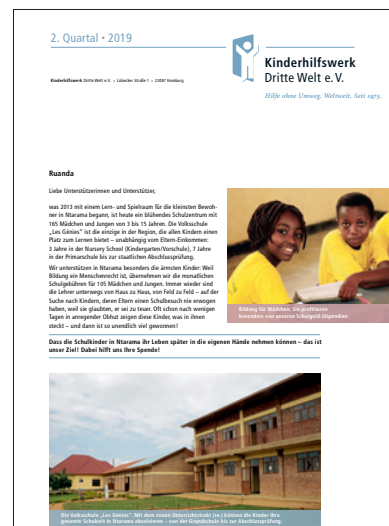 2. Quartal • 2019
Kinderhilfswerk
Dritte Welt e. V.
Hilfe ohne Umweg. Weltweit. Seit 1975.
Kinderhilfswerk Dritte Welt e.V. • Lübecker Straße 1 • 22087 Hamburg
Ruanda
Liebe Unterstützerinnen und Unterstützer,
was 2013 mit einem Lern- und Spielraum für die kleinsten Bewoh-
ner in Ntarama begann, ist heute ein blühendes Schulzentrum mit
165 Mädchen und Jungen von 3 bis 15 Jahren. Die Volksschule
„Les Génies“ ist die einzige in der Region, die allen Kindern einen
Platz zum Lernen bietet – unabhängig vom Eltern-Einkommen:
3 Jahre in der Nursery School (Kindergarten/Vorschule), 7 Jahre
in der Primarschule bis zur staatlichen Abschlussprüfung.
Wir unterstützen in Ntarama besonders die ärmsten Kinder: Weil
Bildung ein Menschenrecht ist, übernehmen wir die monatlichen
Schulgebühren für 105 Mädchen und Jungen. Immer wieder sind
die Lehrer unterwegs von Haus zu Haus, von Feld zu Feld – auf der
Suche nach Kindern, deren Eltern einen Schulbesuch nie erwogen
haben, weil sie glaubten, er sei zu teuer. Oft schon nach wenigen
Tagen in anregender Obhut zeigen diese Kinder, was in ihnen
steckt – und dann ist so unendlich viel gewonnen!
Bildung für Mädchen. Sie profitieren
besonders von unseren Schulgeld-Stipendien.
Dass die Schulkinder in Ntarama ihr Leben später in die eigenen Hände nehmen können – das ist
unser Ziel! Dabei hilft uns Ihre Spende!
Die Volksschule „Les Génies“. Mit dem neuen Unterrichtstrakt (re.) können die Kinder ihre
gesamte Schulzeit in Ntarama absolvieren – von der Grundschule bis zur Abschlussprüfung.